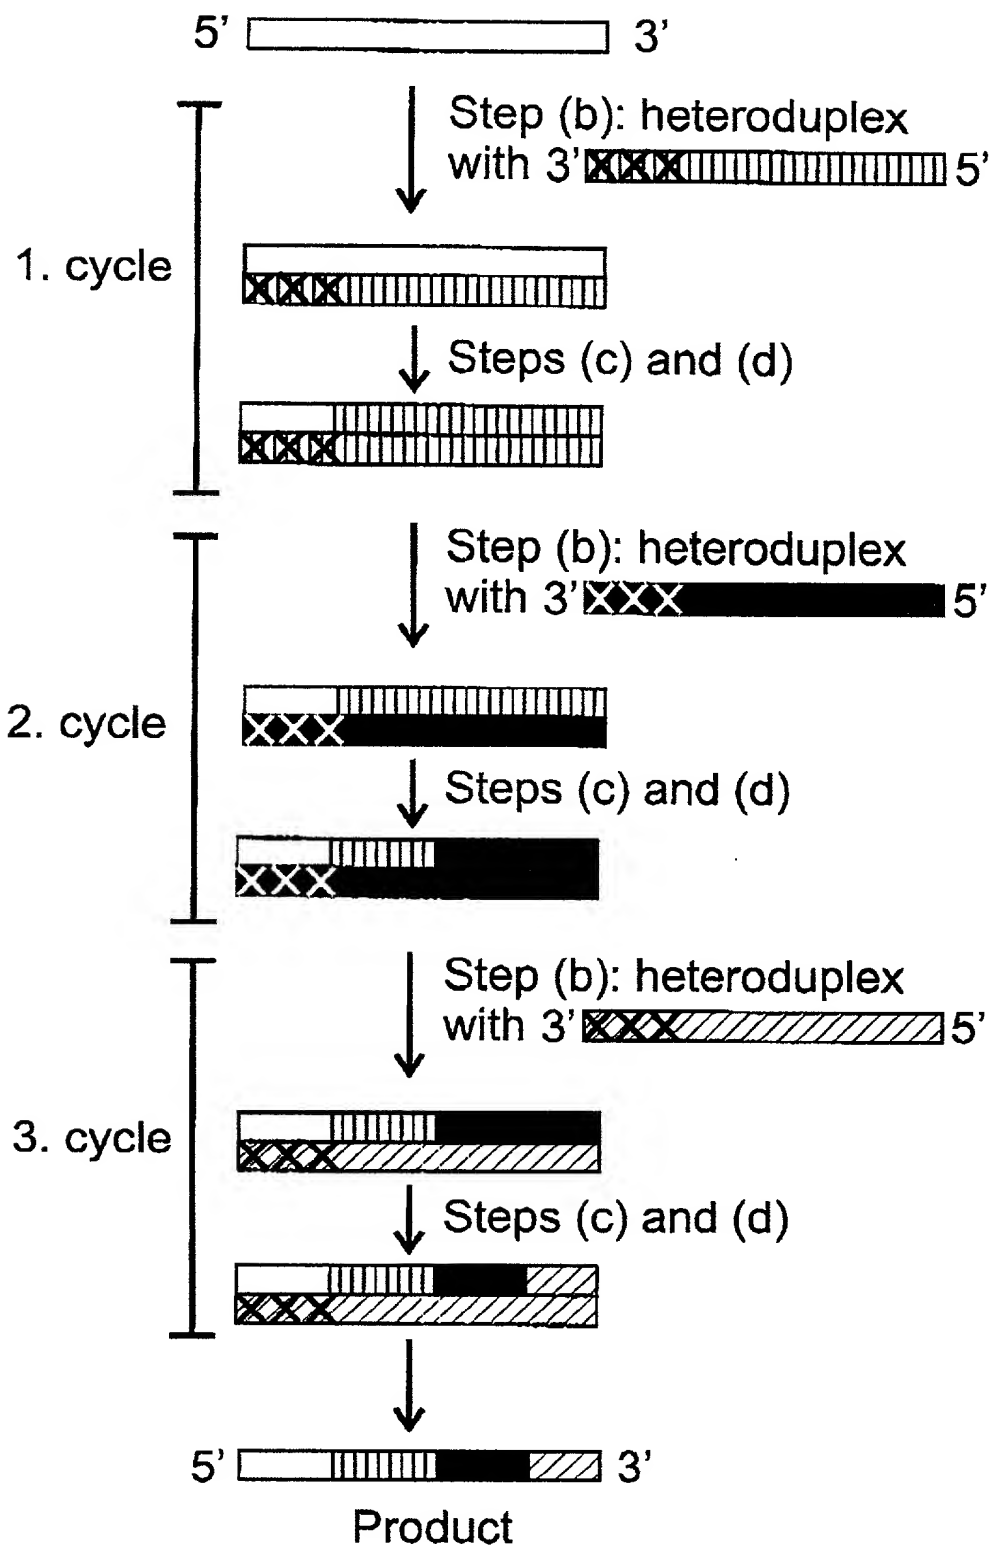 5' 3'
Step (b): heteroduplex
with 3' 5'
1. cycle
Steps (c) and (d)
Step (b): heteroduplex
with 3' 5'
2. cycle
Steps (c) and (d)
Step (b): heteroduplex
with 3' 5'
3. cycle
Steps (c) and (d)
5' 3'
Product